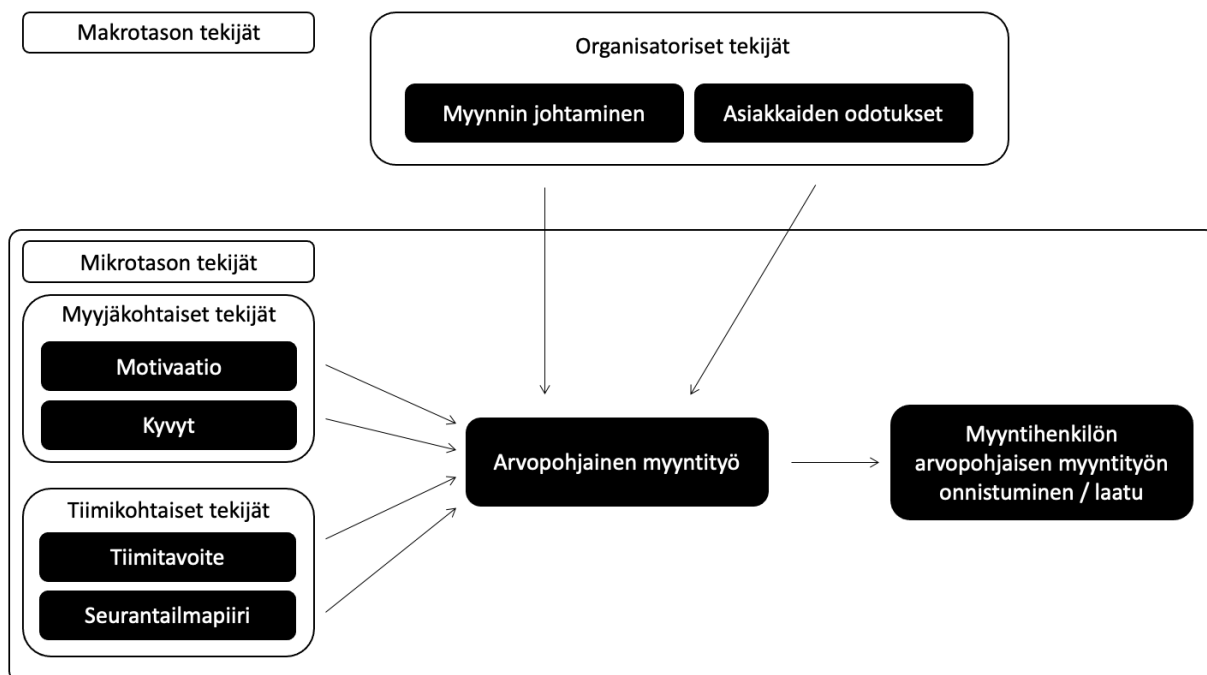 Makrotason tekijät
Organisatoriset tekijät
Myynnin johtaminen
Asiakkaiden odotukset
Mikrotason tekijät
Myyjäkohtaiset tekijät
Motivaatio
Kyvyt
Tiimikohtaiset tekijät
Tiimitavoite
Seurantailmapiiri
Arvopohjainen myyntityö
Myyntihenkilön
arvopohjaisen myyntityön
onnistuminen / laatu